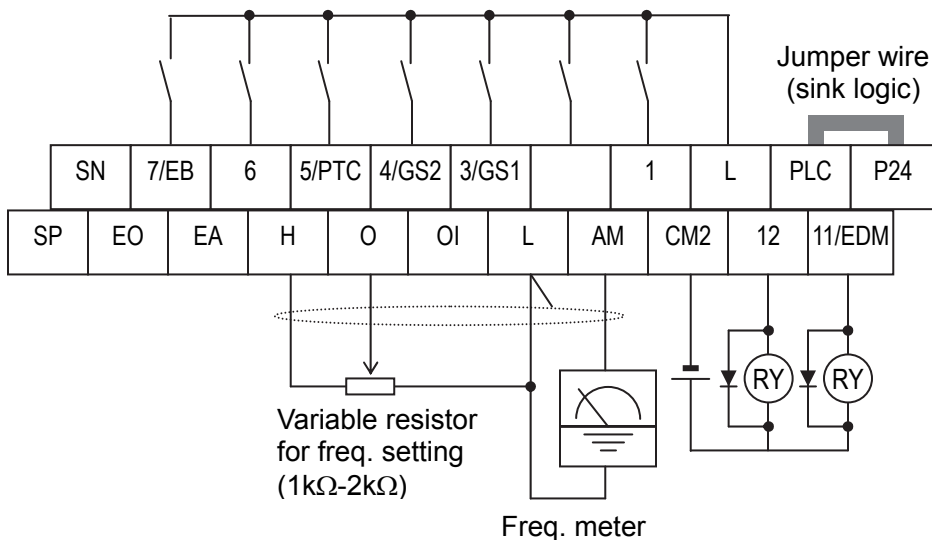 Jumper wire
(sink logic)
SN 7/EB 6 5/PTC 4/GS2 3/GS1 1 L PLC P24
SP EO EA H O OI L AM CM2 12 11/EDM
RY RY
Variable resistor
for freq. setting
(1kΩ-2kΩ)
Freq. meter